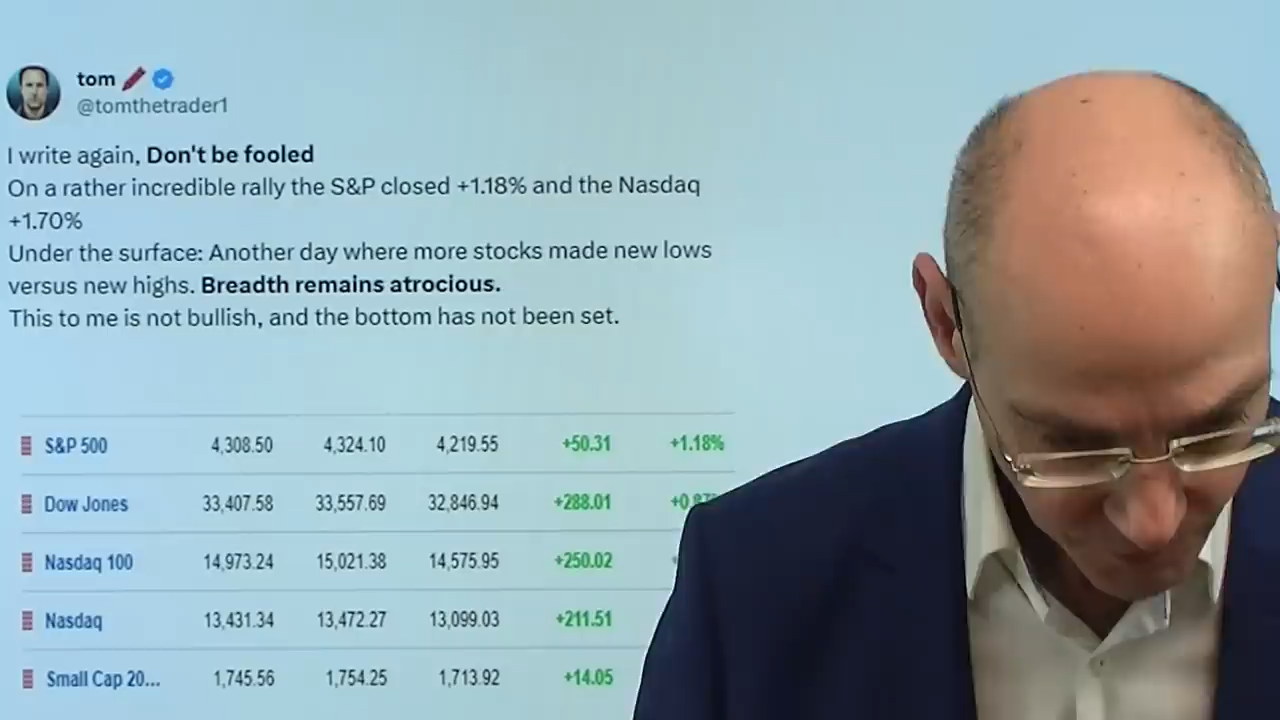 tom
@tomthetrader1
I write again, Don't be fooled
On a rather incredible rally the S&P closed +1.18% and the Nasdaq
+1.70%
Under the surface: Another day where more stocks made new lows
versus new highs. Breadth remains atrocious.
This to me is not bullish, and the bottom has not been set.
S&P 500 4,308.50 4,324.10 4,219.55 +50.31 +1.18%
Dow Jones 33,407.58 33,557.69 32,846.94 +288.01
Nasdaq 100 14,973.24 15,021.38 14,575.95 +250.02
Nasdaq 13,431.34 13,472.27 13,099.03 +211.51
Small Cap 20... 1,745.56 1,754.25 1,713.92 +14.05